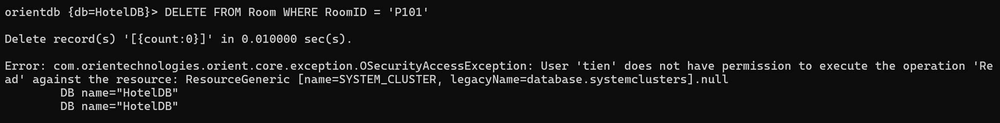 orientdb {db=HotelDB}> DELETE FROM Room WHERE RoomID = 'P101'
Delete record(s) '[{count:0}]' in 0.010000 sec(s).
Error: com.orientechnologies.orient.core.exception.OSecurityAccessException: User 'tien' does not have permission to execute the operation 'Re
ad' against the resource: ResourceGeneric [name=SYSTEM_CLUSTER, legacyName=database.systemclusters].null
DB name="HotelDB"
DB name="HotelDB"